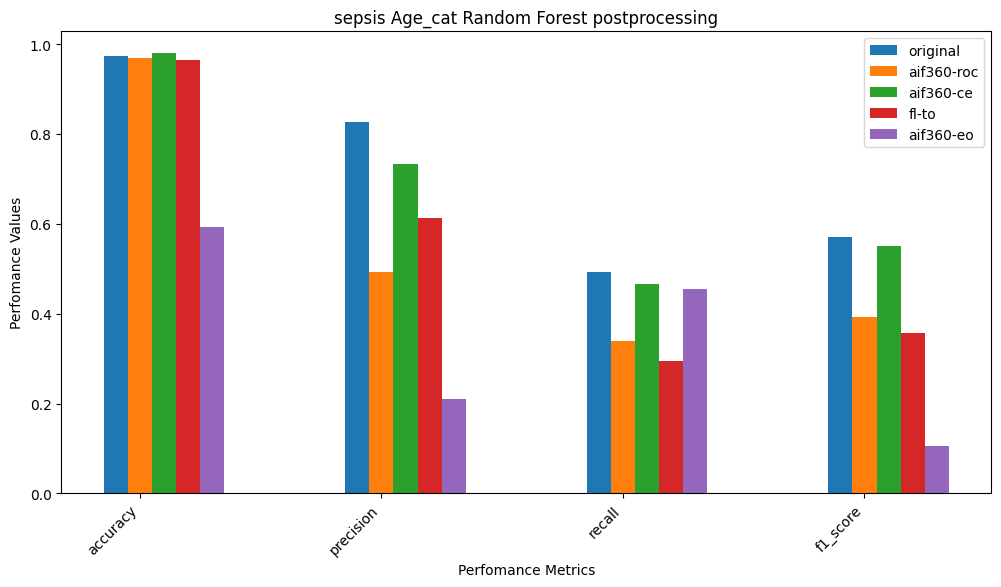 sepsis Age_cat Random Forest postprocessing
original
aif360-roc
aif360-ce
fl-to
aif360-eo
Perfomance Values
1.0
0.8
0.6
0.4
0.2
0.0
accuracy
precision
recall
f1_score
Perfomance Metrics